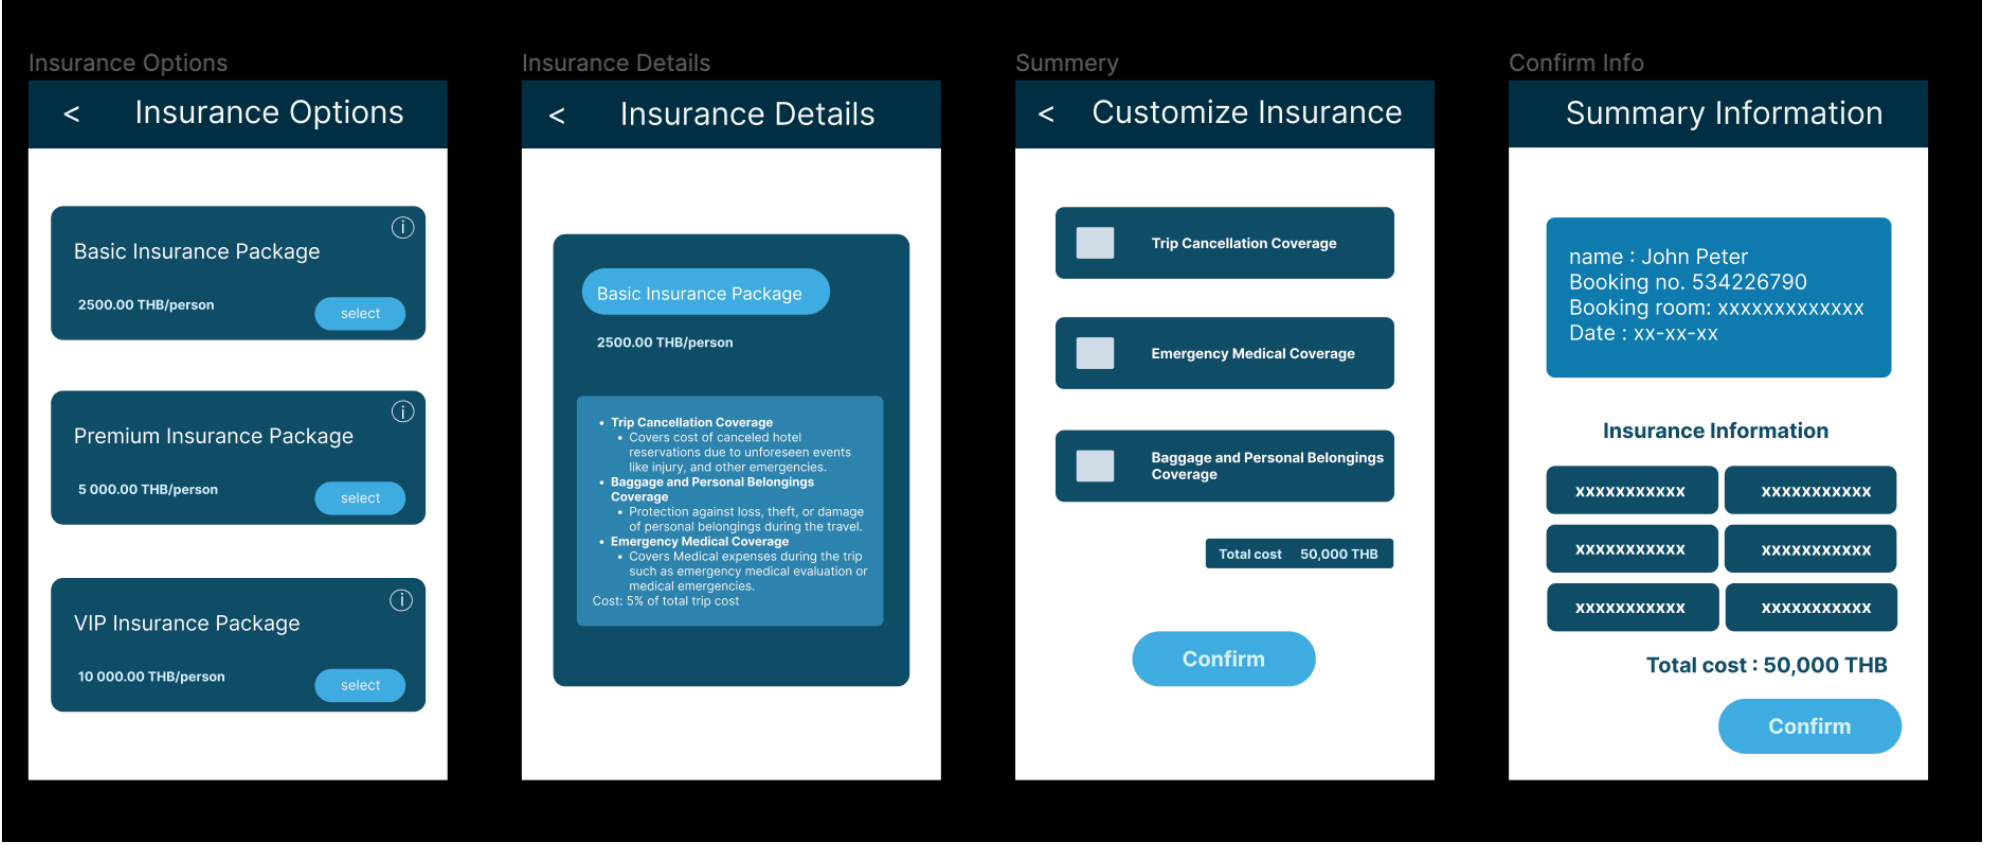 Insurance Options
< Insurance Options
ⓘ
Basic Insurance Package
2500.00 THB/person
select
ⓘ
Premium Insurance Package
5 000.00 THB/person
select
ⓘ
VIP Insurance Package
10 000.00 THB/person
select
Insurance Details
< Insurance Details
Basic Insurance Package
2500.00 THB/person
• Trip Cancellation Coverage
• Covers cost of canceled hotel
reservations due to unforeseen events
like injury, and other emergencies.
• Baggage and Personal Belongings
Coverage
• Protection against loss, theft, or damage
of personal belongings during the travel.
• Emergency Medical Coverage
• Covers Medical expenses during the trip
such as emergency medical evaluation or
medical emergencies.
Cost: 5% of total trip cost
Summery
< Customize Insurance
Trip Cancellation Coverage
Emergency Medical Coverage
Baggage and Personal Belongings
Coverage
Total cost 50,000 THB
Confirm
Confirm Info
Summary Information
name : John Peter
Booking no. 534226790
Booking room: xxxxxxxxxxxxx
Date : xx-xx-xx
Insurance Information
xxxxxxxxxxx xxxxxxxxxxx
xxxxxxxxxxx xxxxxxxxxxx
xxxxxxxxxxx xxxxxxxxxxx
Total cost : 50,000 THB
Confirm